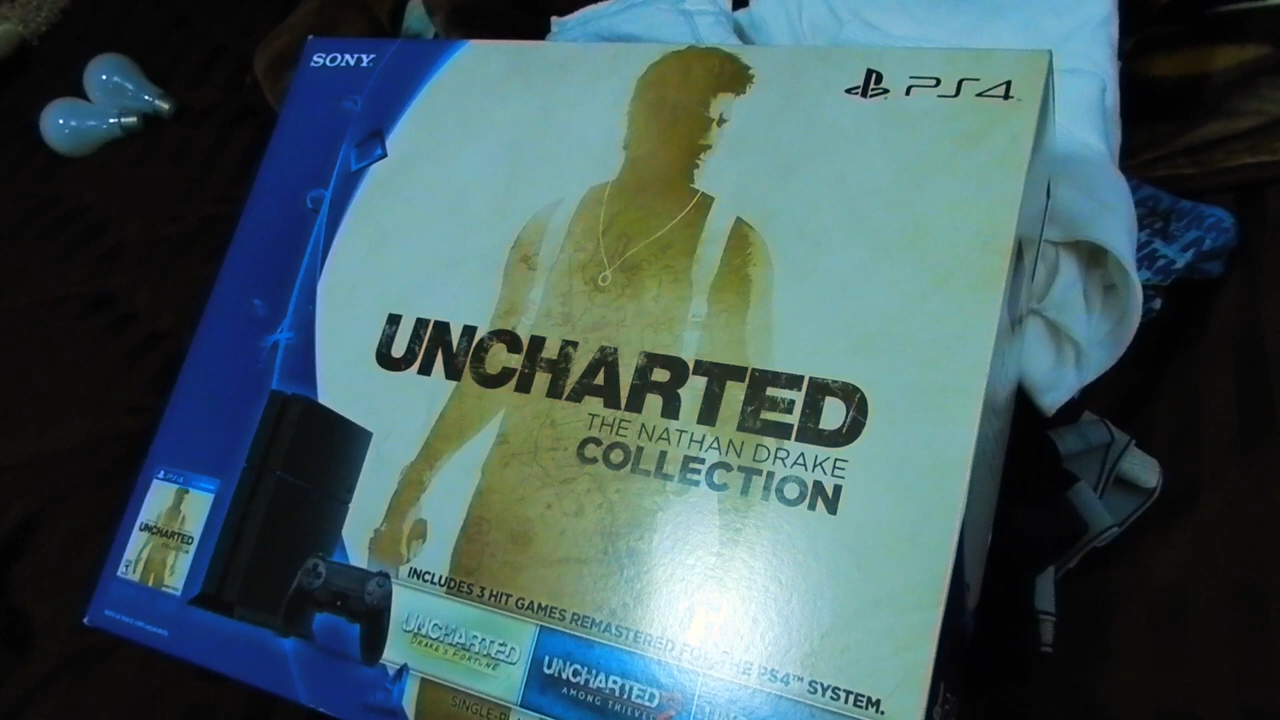 SONY
PS4
UNCHARTED
THE NATHAN DRAKE
COLLECTION
PS4
UNCHARTED
INCLUDES 3 HIT GAMES REMASTERED FOR THE PS4™ SYSTEM.
UNCHARTED
DRAKE'S FORTUNE
UNCHARTED 2
AMONG THIEVES